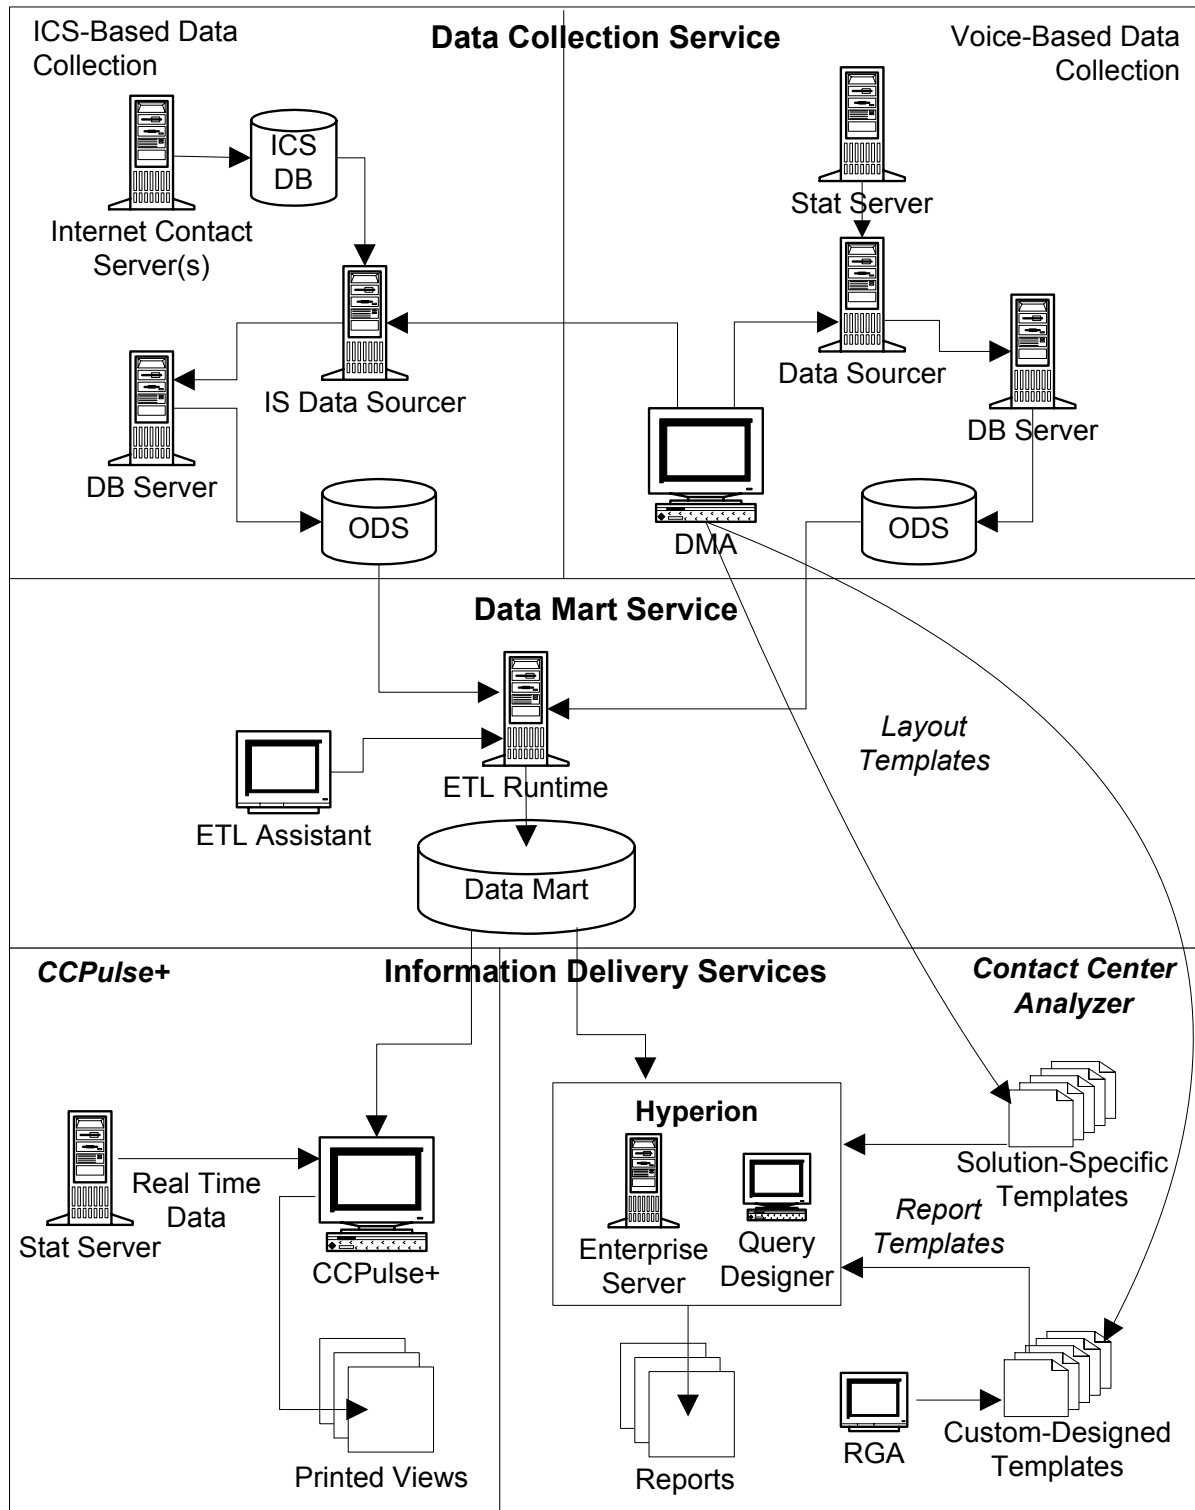 ICS-Based Data
Collection
Data Collection Service
Voice-Based Data
Collection
ICS
DB
Internet Contact
Server(s)
Stat Server
IS Data Sourcer
Data Sourcer
DB Server
DB Server
ODS
DMA
ODS
Data Mart Service
Layout
Templates
ETL Runtime
ETL Assistant
Data Mart
CCPulse+
Information Delivery Services
Contact Center
Analyzer
Hyperion
Real Time
Data
Stat Server
CCPulse+
Enterprise
Server
Query
Designer
Solution-Specific
Templates
Report
Templates
Printed Views
Reports
RGA
Custom-Designed
Templates